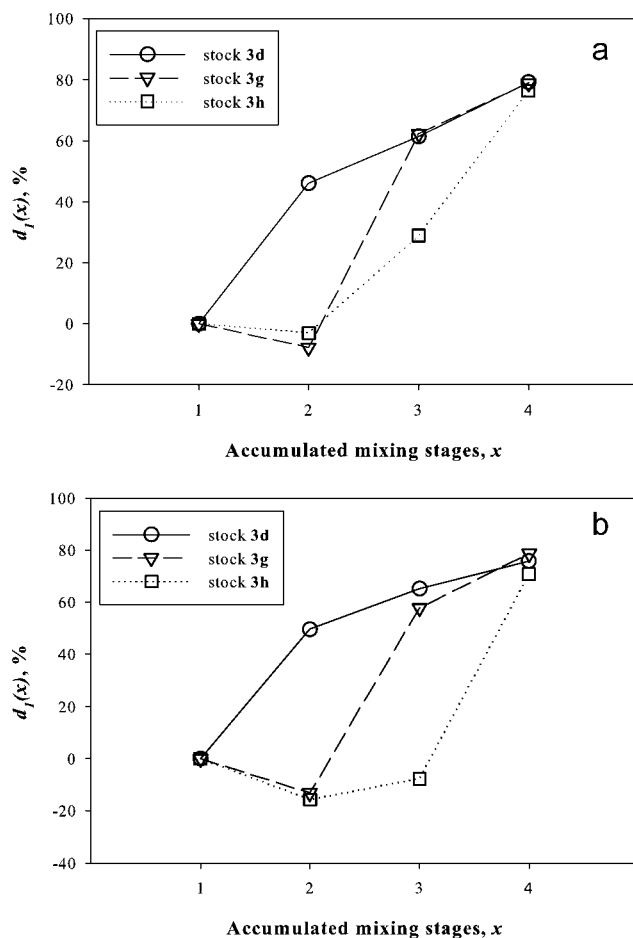 a
stock 3d
stock 3g
stock 3h
100
80
60
40
20
0
-20
d1(x), %
1 2 3 4
Accumulated mixing stages, x
b
stock 3d
stock 3g
stock 3h
100
80
60
40
20
0
-20
-40
d1(x), %
1 2 3 4
Accumulated mixing stages, x